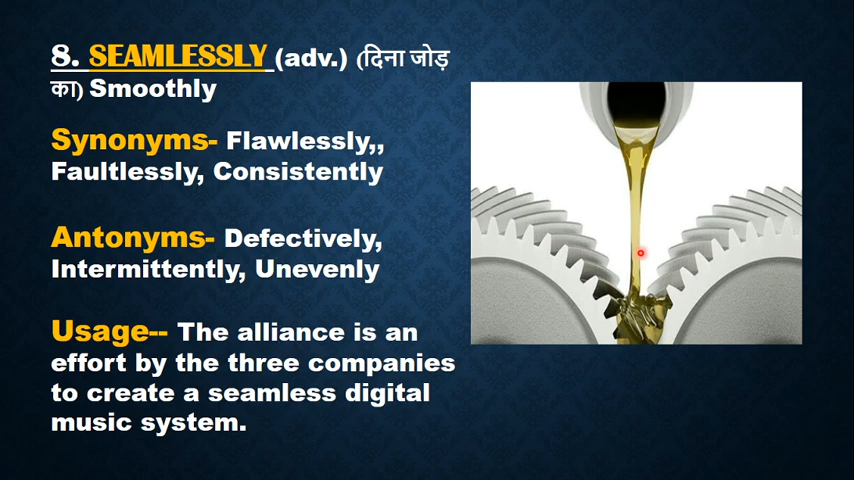 8. SEAMLESSLY (adv.) (दिना जोड़
का) Smoothly
Synonyms- Flawlessly,,
Faultlessly, Consistently
Antonyms- Defectively,
Intermittently, Unevenly
Usage-- The alliance is an
effort by the three companies
to create a seamless digital
music system.